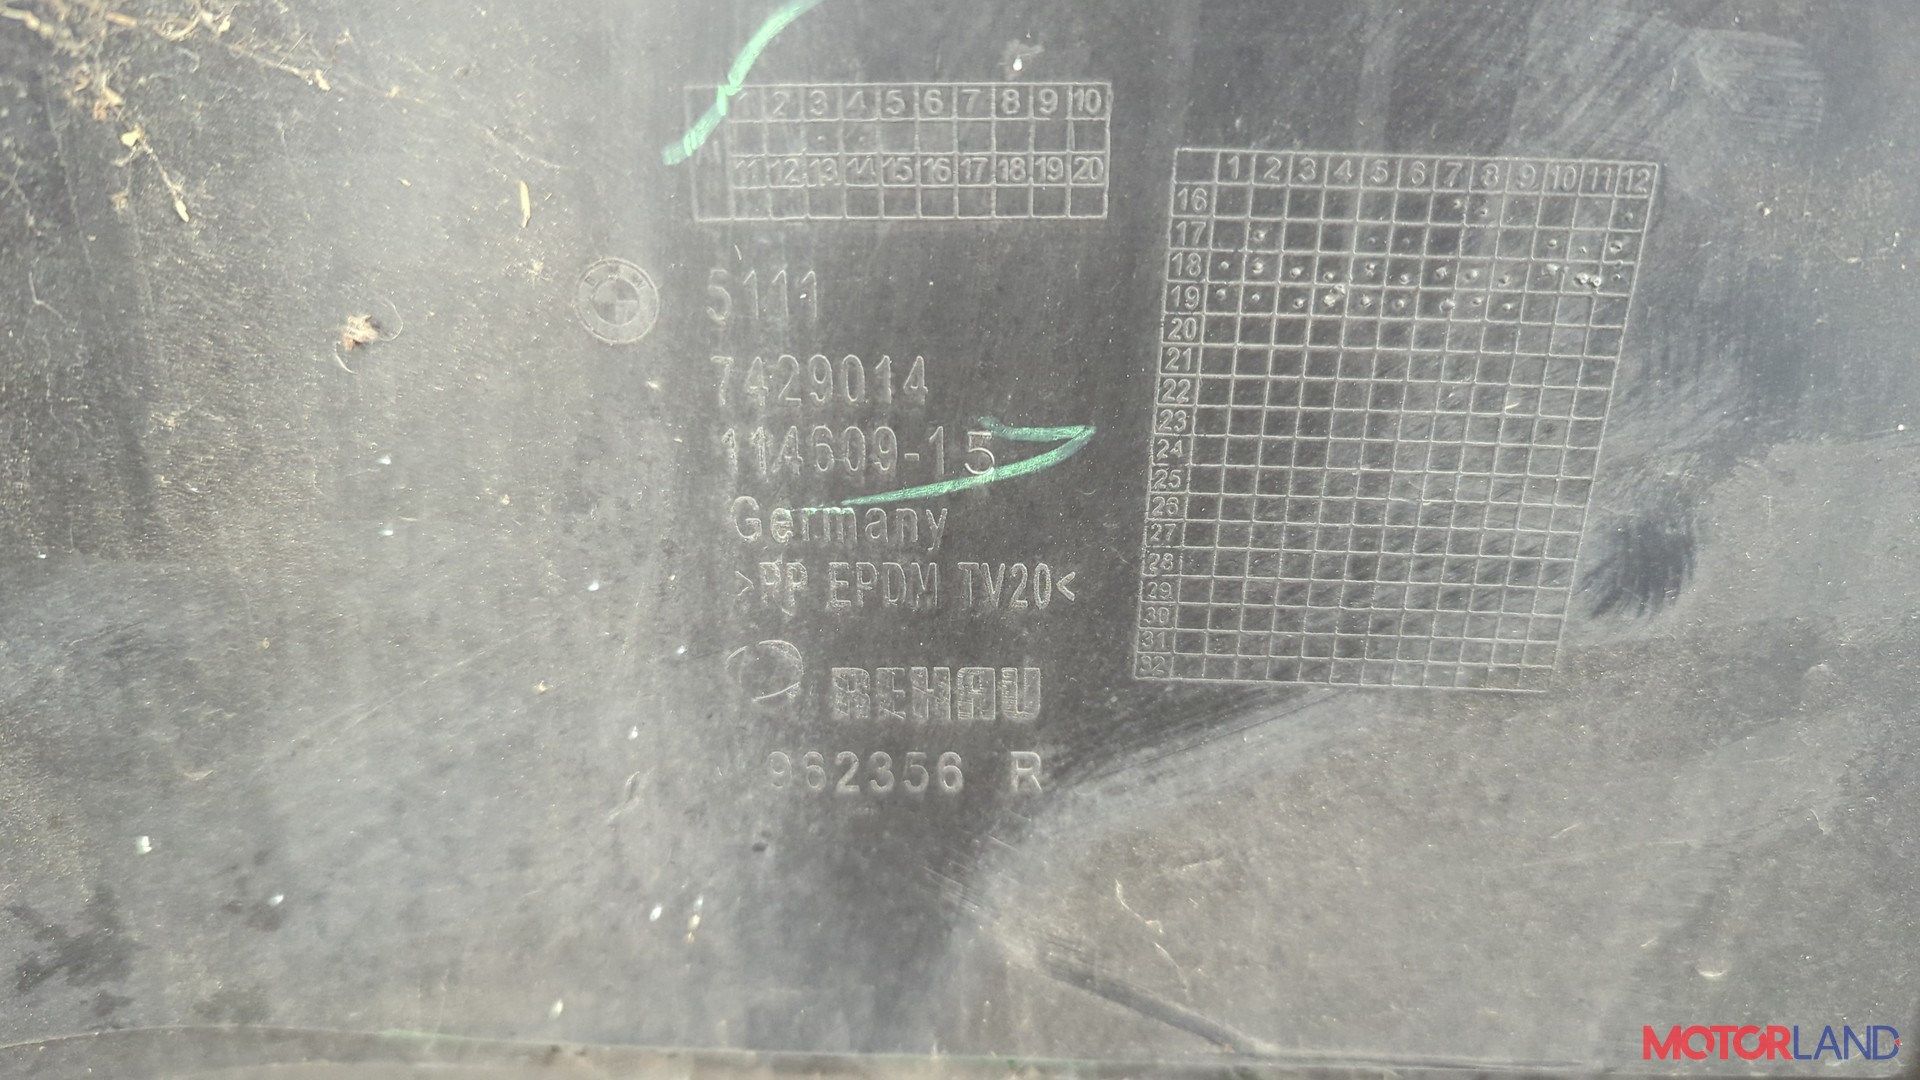 1 2 3 4 5 6 7 8 9 10
11 12 13 14 15 16 17 18 19 20
1 2 3 4 5 6 7 8 9 10 11 12
16
17
18
19
20
21
22
23
24
25
26
27
28
29
30
31
32
BMW
5111
7429014
114609-15
Germany
>PP EPDM TV20<
REHAU
962356 R
MOTORLAND